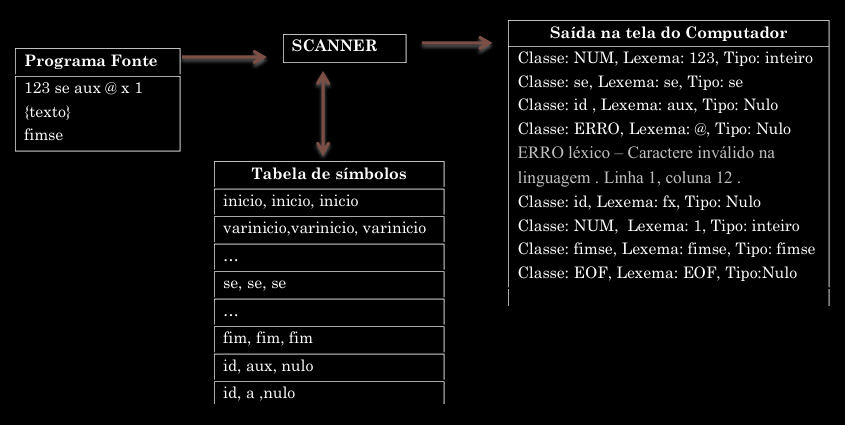 Programa Fonte
123 se aux @ x 1
{texto}
fimse
SCANNER
Tabela de símbolos
inicio, inicio, inicio
varinicio,varinicio, varinicio
...
se, se, se
...
fim, fim, fim
id, aux, nulo
id, a ,nulo
Saída na tela do Computador
Classe: NUM, Lexema: 123, Tipo: inteiro
Classe: se, Lexema: se, Tipo: se
Classe: id , Lexema: aux, Tipo: Nulo
Classe: ERRO, Lexema: @, Tipo: Nulo
ERRO léxico – Caractere inválido na
linguagem . Linha 1, coluna 12 .
Classe: id, Lexema: fx, Tipo: Nulo
Classe: NUM,  Lexema: 1, Tipo: inteiro
Classe: fimse, Lexema: fimse, Tipo: fimse
Classe: EOF, Lexema: EOF, Tipo:Nulo